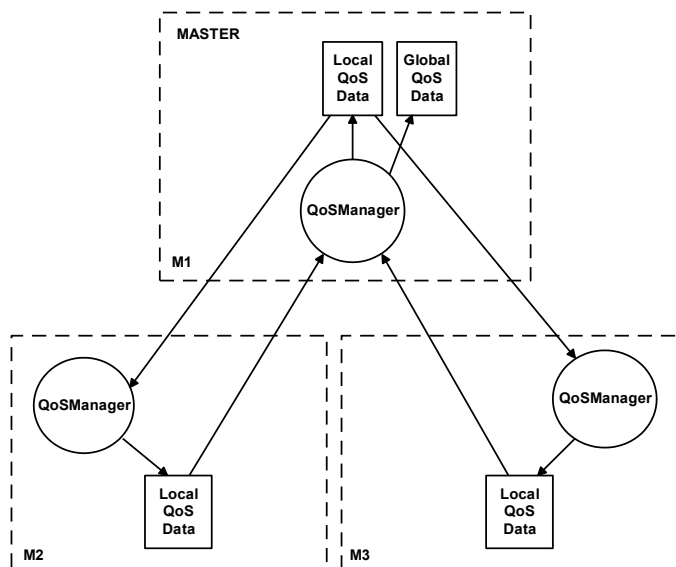 MASTER
Local
QoS
Data
Global
QoS
Data
QoSManager
M1
QoSManager
QoSManager
Local
QoS
Data
Local
QoS
Data
M2
M3